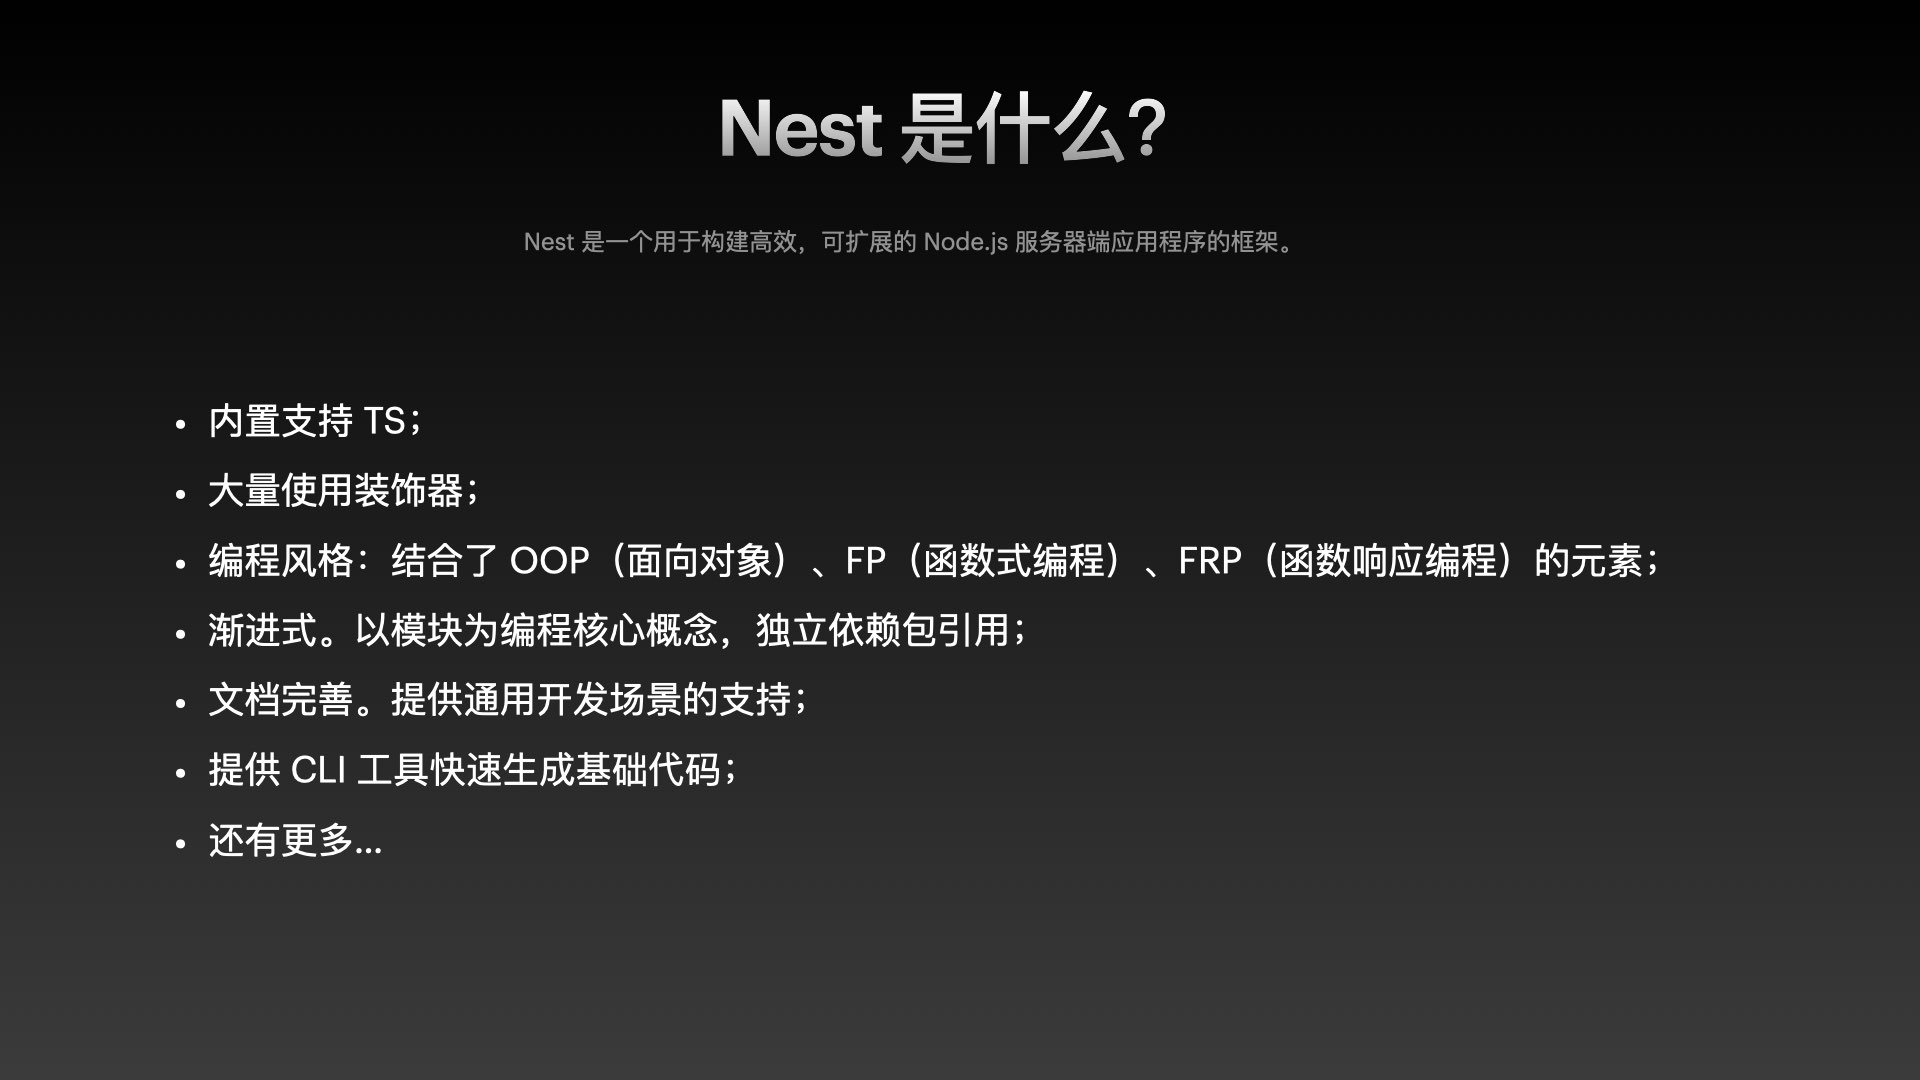 Nest 是什么？
Nest 是一个用于构建高效，可扩展的 Node.js 服务器端应用程序的框架。
• 内置支持 TS；
• 大量使用装饰器；
• 编程风格：结合了 OOP（面向对象）、FP（函数式编程）、FRP（函数响应编程）的元素；
• 渐进式。以模块为编程核心概念，独立依赖包引用；
• 文档完善。提供通用开发场景的支持；
• 提供 CLI 工具快速生成基础代码；
• 还有更多...